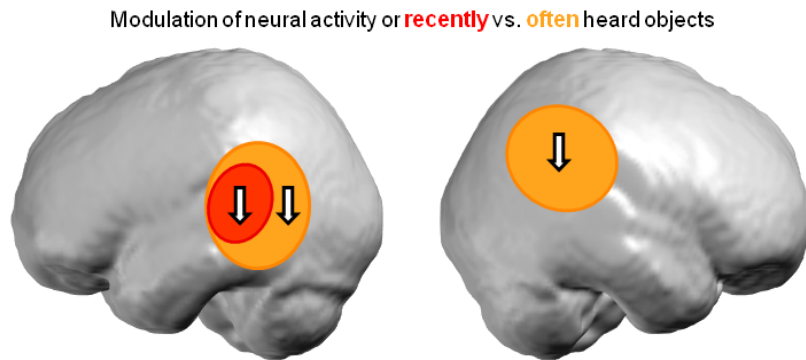 Modulation of neural activity or recently vs. often heard objects